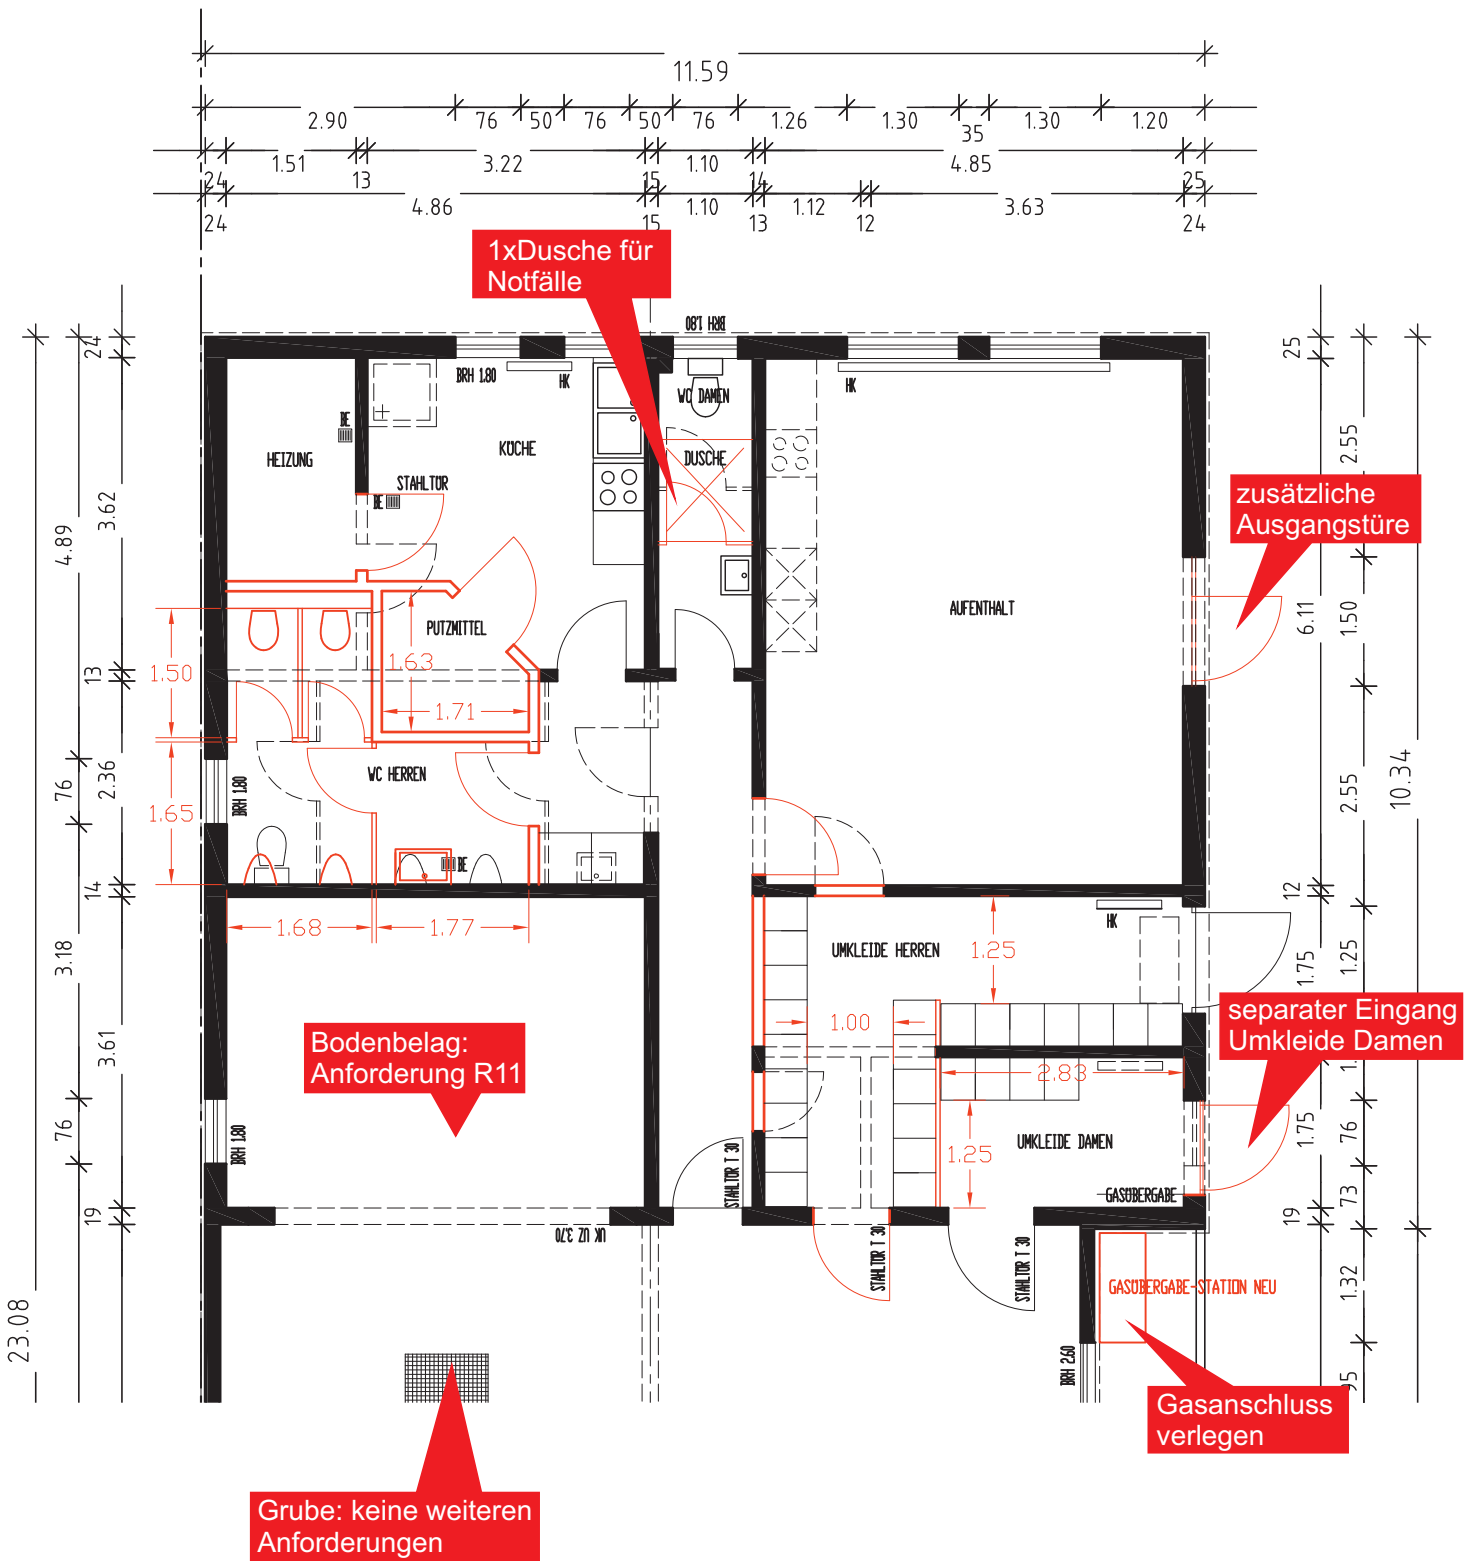 11.59
2.90 76 50 76 50 76 1.26 1.30 35 1.30 1.20
24 1.51 13 3.22 15 1.10 14 4.85 25
24 4.86 15 1.10 13 1.12 12 3.63 24
1xDusche für
Notfälle
BRH 1.80
24
25
BRH 1.80
HK
WC DAMEN
HK
BE
KÜCHE
HEIZUNG
DUSCHE
STAHLTÜR
BE
2.55
3.62
4.89
zusätzliche
Ausgangstüre
AUFENTHALT
6.11
1.50
PUTZMITTEL
1.63
1.50
13
1.71
WC HERREN
BRH 1.80
76
2.36
1.65
2.55
10.34
BE
14
12
1.68
1.77
UMKLEIDE HERREN
1.25
HK
3.18
1.75
1.25
1.00
separater Eingang
Umkleide Damen
Bodenbelag:
Anforderung R11
3.61
2.83
76
BRH 1.80
UMKLEIDE DAMEN
1.25
1.75
76
STAHLTÜR T 30
GASÜBERGABE
73
19
19
UK UZ 3.70
STAHLTÜR T 30
STAHLTÜR T 30
GASÜBERGABE-STATION NEU
1.32
23.08
BRH 2.60
Gasanschluss
verlegen
Grube: keine weiteren
Anforderungen